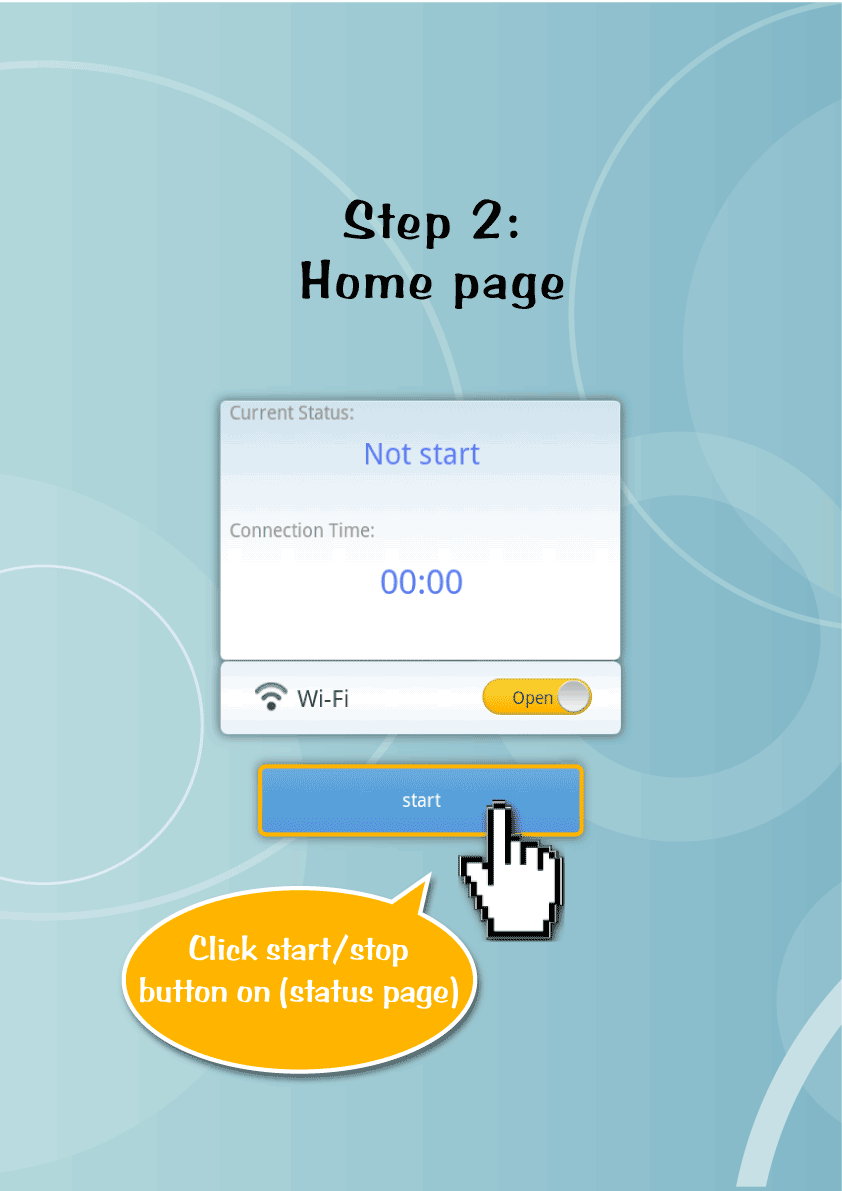 Step 2:
Home page
Current Status:
Not start
Connection Time:
00:00
Wi-Fi
Open
start
Click start/stop
button on (status page)